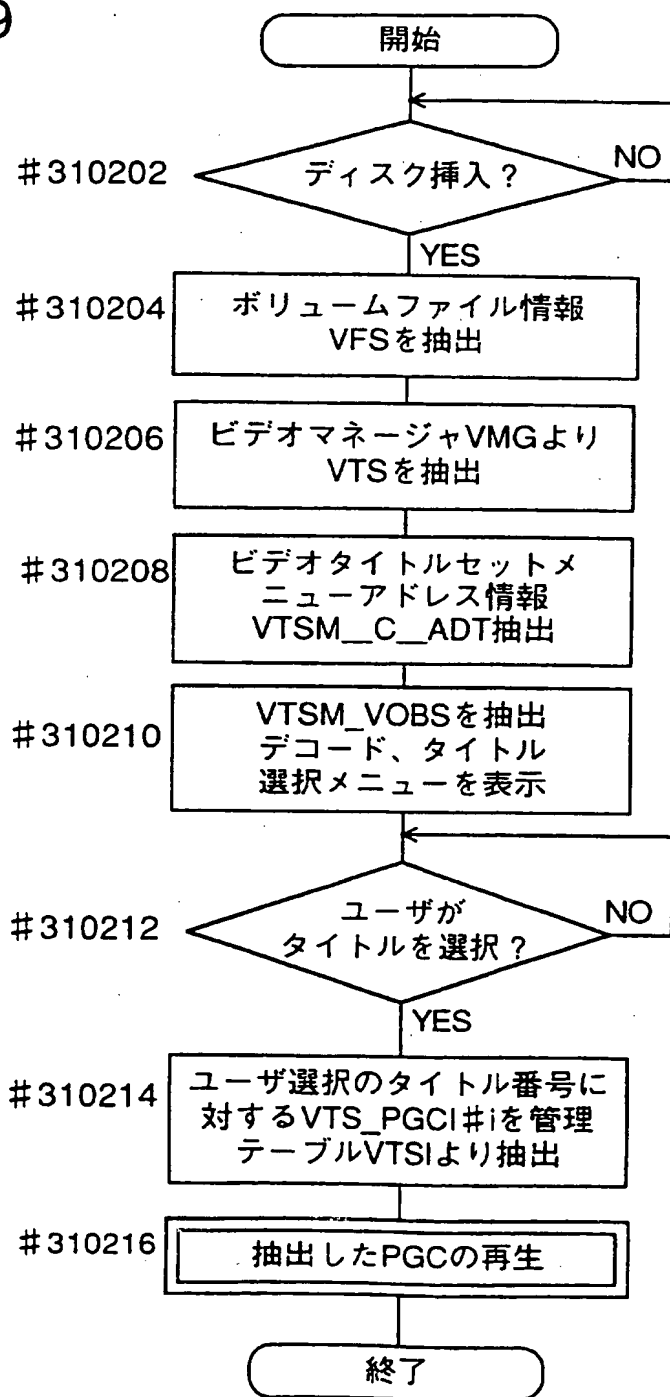 9
開始
#310202
ディスク挿入?
NO
YES
#310204
ボリュームファイル情報
VFSを抽出
#310206
ビデオマネージャVMGより
VTSを抽出
#310208
ビデオタイトルセットメ
ニューアドレス情報
VTSM__C__ADT抽出
#310210
VTSM_VOBSを抽出
デコード、タイトル
選択メニューを表示
#310212
ユーザが
タイトルを選択?
NO
YES
#310214
ユーザ選択のタイトル番号に
対するVTS_PGCI#iを管理
テーブルVTSIより抽出
#310216
抽出したPGCの再生
終了